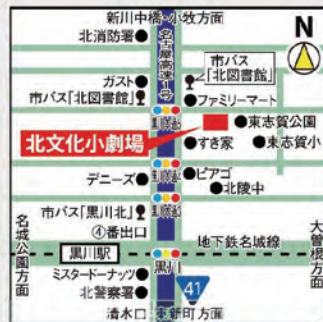 新川中橋・小牧方面
N
北消防署
名古屋高速1号
市バス
「北図書館」
ガスト
市バス「北図書館」
ファミリーマート
北文化小劇場
東志賀公園
すき家
東志賀小
デニーズ
ピアゴ
北陵中
市バス「黒川北」
④番出口
名城公園方面
大曽根方面
地下鉄名城線
黒川駅
黒川
ミスタードーナッツ
北警察署
41
清水口
東新町方面